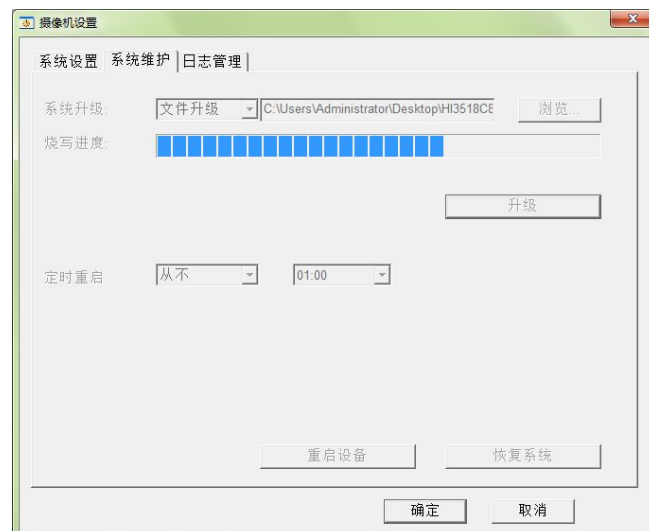 摄像机设置
系统设置 系统维护 日志管理
系统升级: 文件升级 C:\Users\Administrator\Desktop\HI3518C8 浏览...
烧写进度:
升级
定时重启 从不 01:00
重启设备 恢复系统
确定 取消